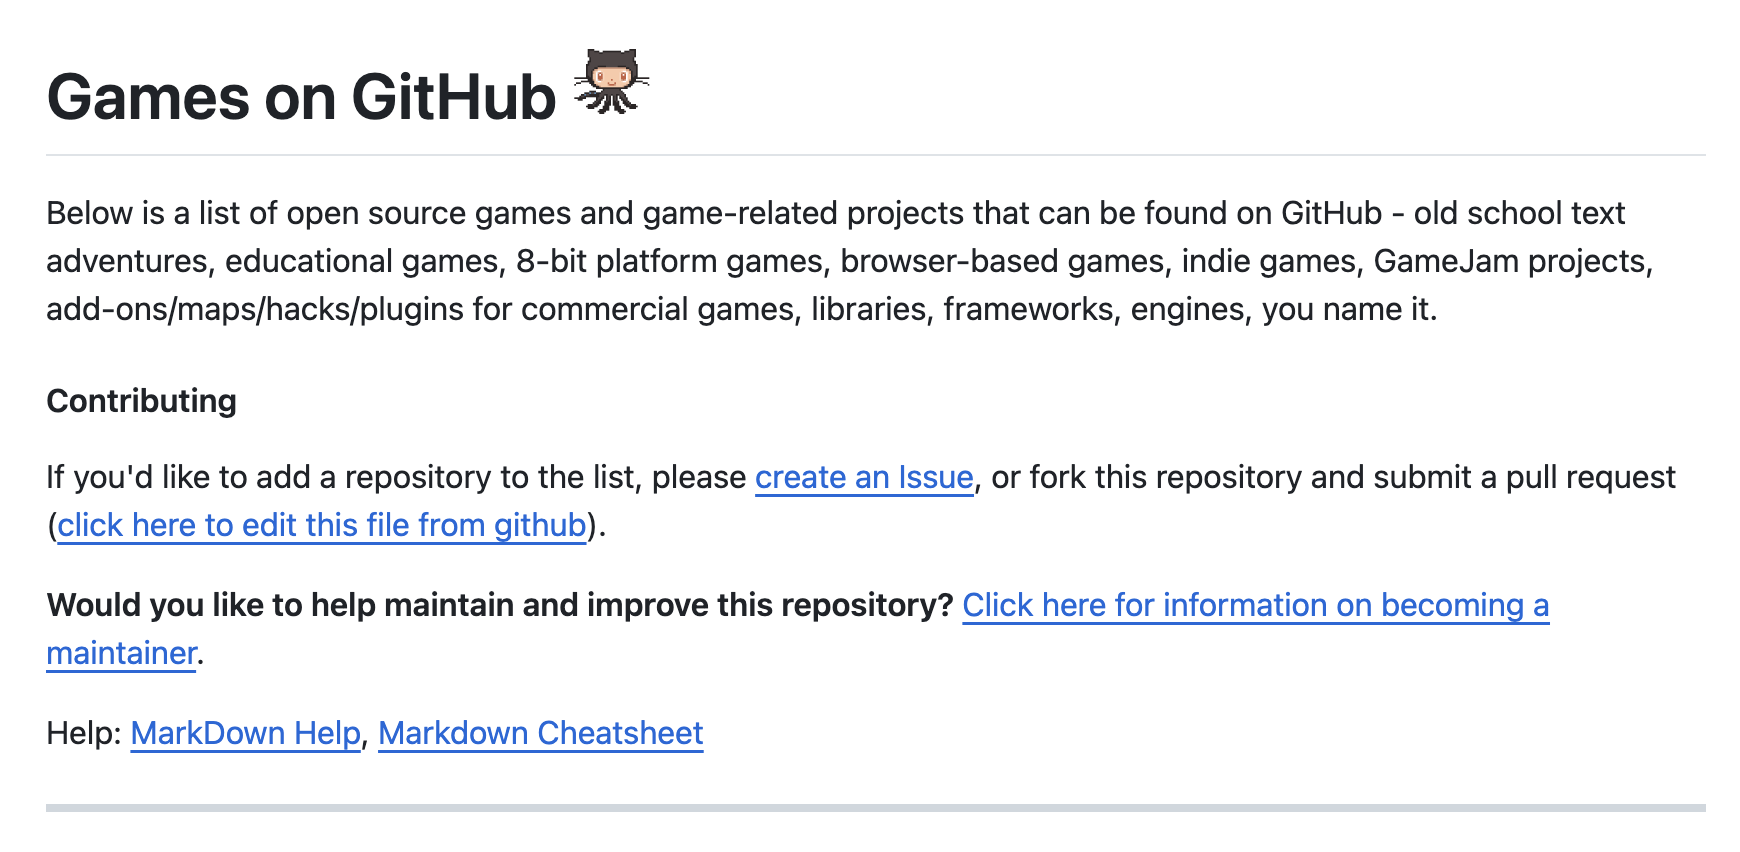 Games on GitHub
Below is a list of open source games and game-related projects that can be found on GitHub - old school text
adventures, educational games, 8-bit platform games, browser-based games, indie games, GameJam projects,
add-ons/maps/hacks/plugins for commercial games, libraries, frameworks, engines, you name it.
Contributing
If you'd like to add a repository to the list, please create an Issue, or fork this repository and submit a pull request
(click here to edit this file from github).
Would you like to help maintain and improve this repository? Click here for information on becoming a
maintainer.
Help: MarkDown Help, Markdown Cheatsheet